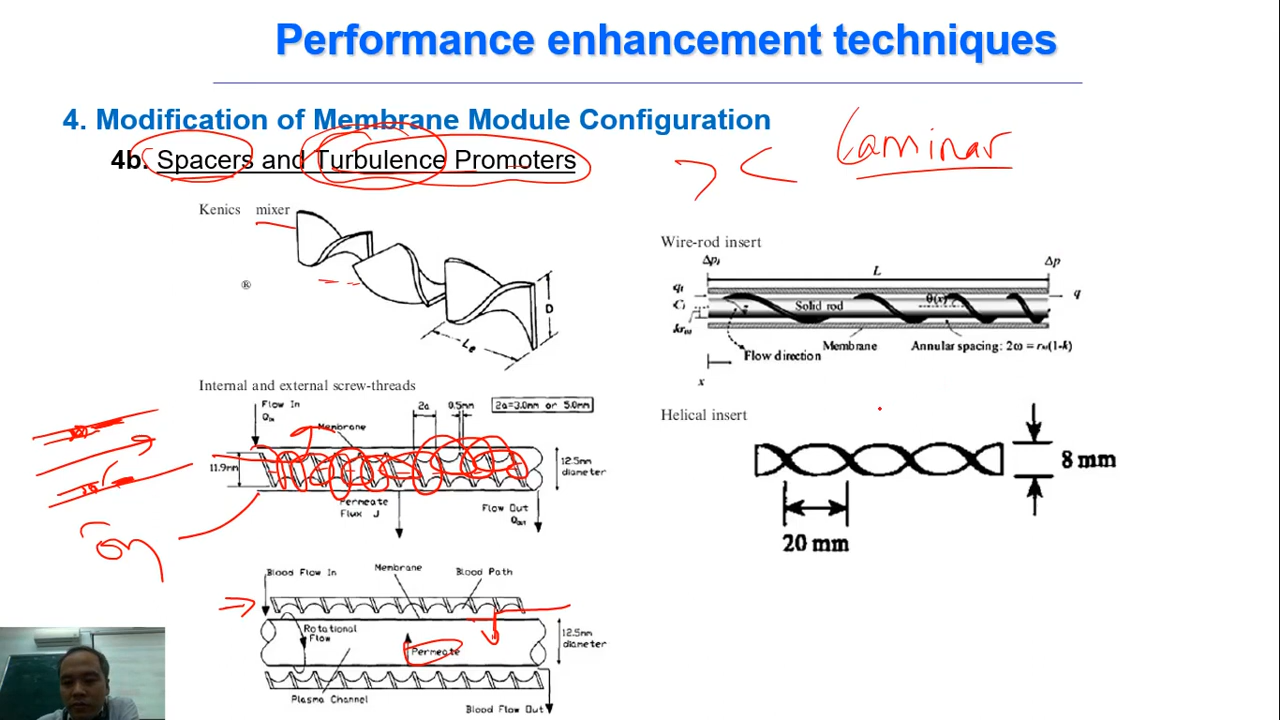 Performance enhancement techniques
4. Modification of Membrane Module Configuration
4b. Spacers and Turbulence Promoters
Laminar
Kenics mixer
®
D
Le
Wire-rod insert
L
q
Solid rod
θ(x)
Flow direction
Membrane
Annular spacing: 2ω = rM(1-k)
x
Internal and external screw-threads
Flow In
Membrane
2a
0.5mm
2a=3.0mm or 5.0mm
11.9mm
12.5mm
diameter
Permeate
Flux J
Flow Out
Helical insert
8 mm
20 mm
Blood Flow In
Membrane
Blood Path
Rotational
Flow
Permeate
12.5mm
diameter
Plasma Channel
Blood Flow Out